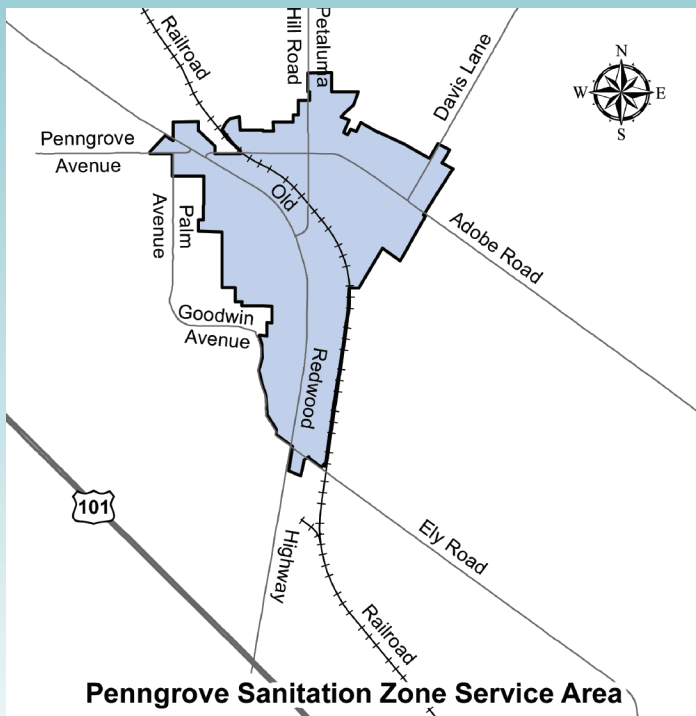 Railroad
Petaluma
Hill Road
Davis Lane
N
W E
S
Penngrove
Avenue
Old
Palm
Avenue
Adobe Road
Goodwin
Avenue
Redwood
101
Highway
Ely Road
Railroad
Penngrove Sanitation Zone Service Area